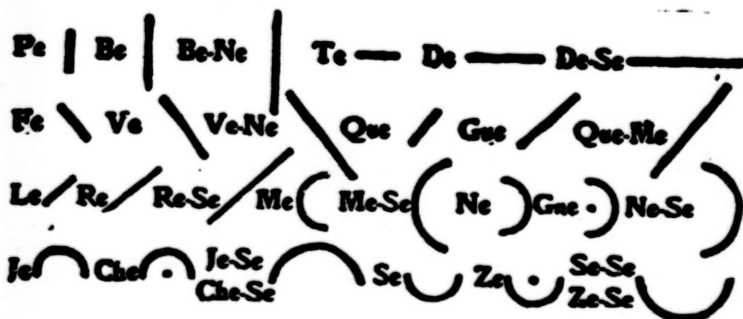 Pe Be Be-Ne Te De De-Se
Fe Ve Ve-Ne Que Gue Que-Me
Le Re Re-Se Me Me-Se Ne Gne Ne-Se
Je Che Je-Se Se Ze Se-Se
Che-Se Ze-Se